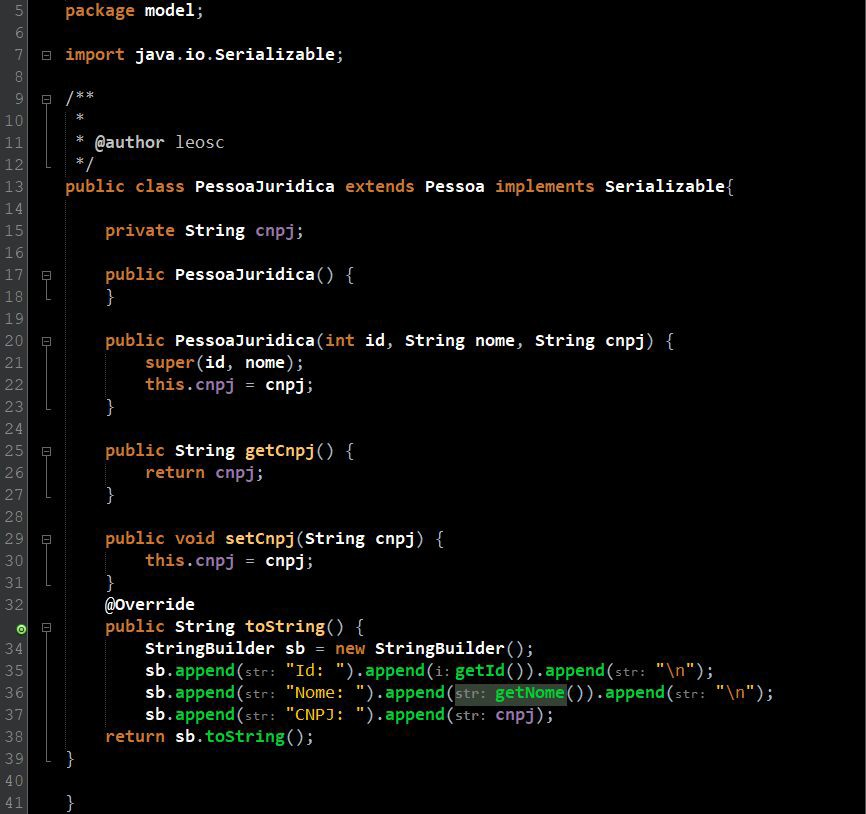 5 package model;
6
7 import java.io.Serializable;
8
9 /**
10 *
11 * @author leosc
12 */
13 public class PessoaJuridica extends Pessoa implements Serializable{
14
15 private String cnpj;
16
17 public PessoaJuridica() {
18 }
19
20 public PessoaJuridica(int id, String nome, String cnpj) {
21 super(id, nome);
22 this.cnpj = cnpj;
23 }
24
25 public String getCnpj() {
26 return cnpj;
27 }
28
29 public void setCnpj(String cnpj) {
30 this.cnpj = cnpj;
31 }
32 @Override
public String toString() {
34 StringBuilder sb = new StringBuilder();
35 sb.append(str: "Id: ").append(i: getId()).append(str: "\n");
36 sb.append(str: "Nome: ").append(str: getNome()).append(str: "\n");
37 sb.append(str: "CNPJ: ").append(str: cnpj);
38 return sb.toString();
39 }
40
41 }